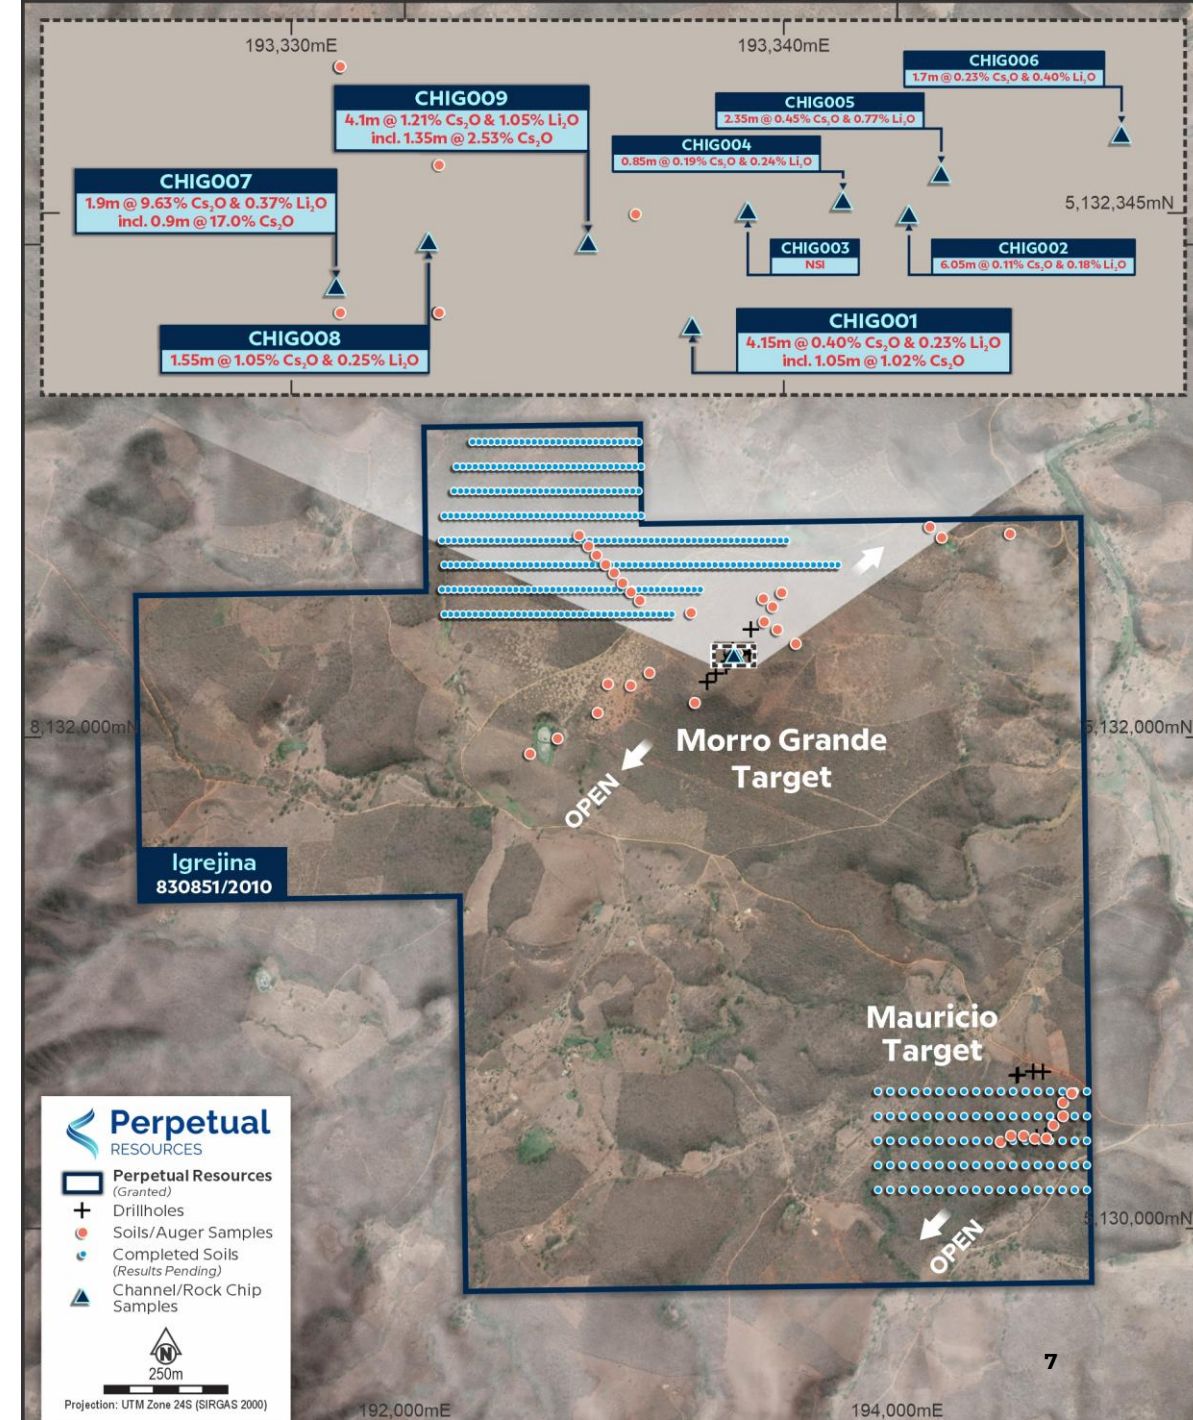 193,330mE
193,340mE
CHIG006
1.7m @ 0.23% Cs₂O & 0.40% Li₂O
CHIG009
4.1m @ 1.21% Cs₂O & 1.05% Li₂O
incl. 1.35m @ 2.53% Cs₂O
CHIG005
2.35m @ 0.45% Cs₂O & 0.77% Li₂O
CHIG004
0.85m @ 0.19% Cs₂O & 0.24% Li₂O
CHIG007
1.9m @ 9.63% Cs₂O & 0.37% Li₂O
incl. 0.9m @ 17.0% Cs₂O
5,132,345mN
CHIG003
NSI
CHIG002
6.05m @ 0.11% Cs₂O & 0.18% Li₂O
CHIG008
1.55m @ 1.05% Cs₂O & 0.25% Li₂O
CHIG001
4.15m @ 0.40% Cs₂O & 0.23% Li₂O
incl. 1.05m @ 1.02% Cs₂O
8,132,000mN
5,132,000mN
Morro Grande
Target
OPEN
Igrejina
830851/2010
Mauricio
Target
OPEN
5,130,000mN
Perpetual
RESOURCES
Perpetual Resources
(Granted)
Drillholes
Soils/Auger Samples
Completed Soils
(Results Pending)
Channel/Rock Chip
Samples
N
250m
Projection: UTM Zone 24S (SIRGAS 2000)
7
192,000mE
194,000mE